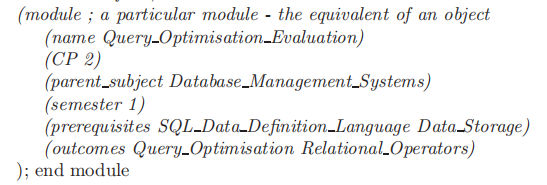 (module ; a particular module - the equivalent of an object
(name Query_Optimisation_Evaluation)
(CP 2)
(parent_subject Database_Management_Systems)
(semester 1)
(prerequisites SQL_Data_Definition_Language Data_Storage)
(outcomes Query_Optimisation Relational_Operators)
); end module